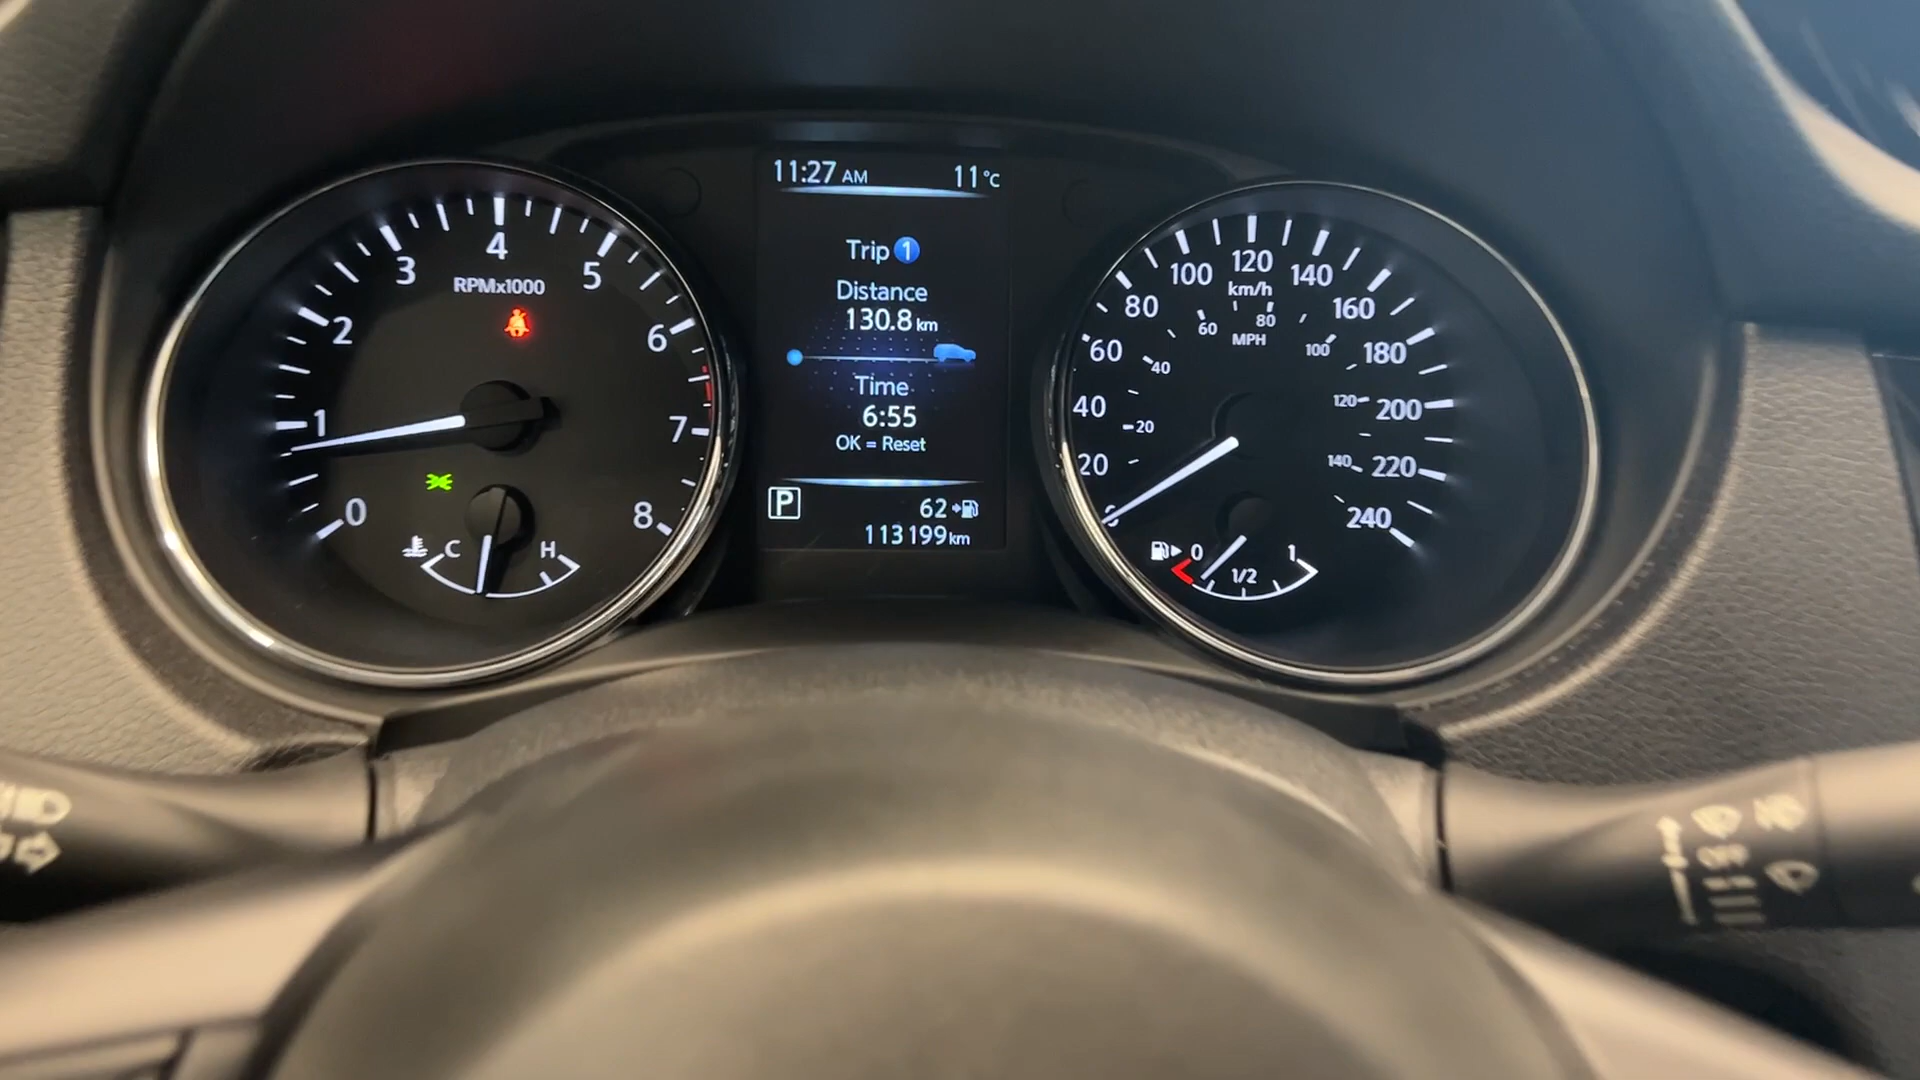 11:27 AM 11°C
Trip 1
Distance
130.8 km
Time
6:55
OK = Reset
P 62
113199 km
0 1 2 3 4 5 6 7 8
RPMx1000
C H
0 20 40 60 80 100 120 140 160 180 200 220 240
km/h
20 40 60 80 100 120 140
MPH
0 1/2 1